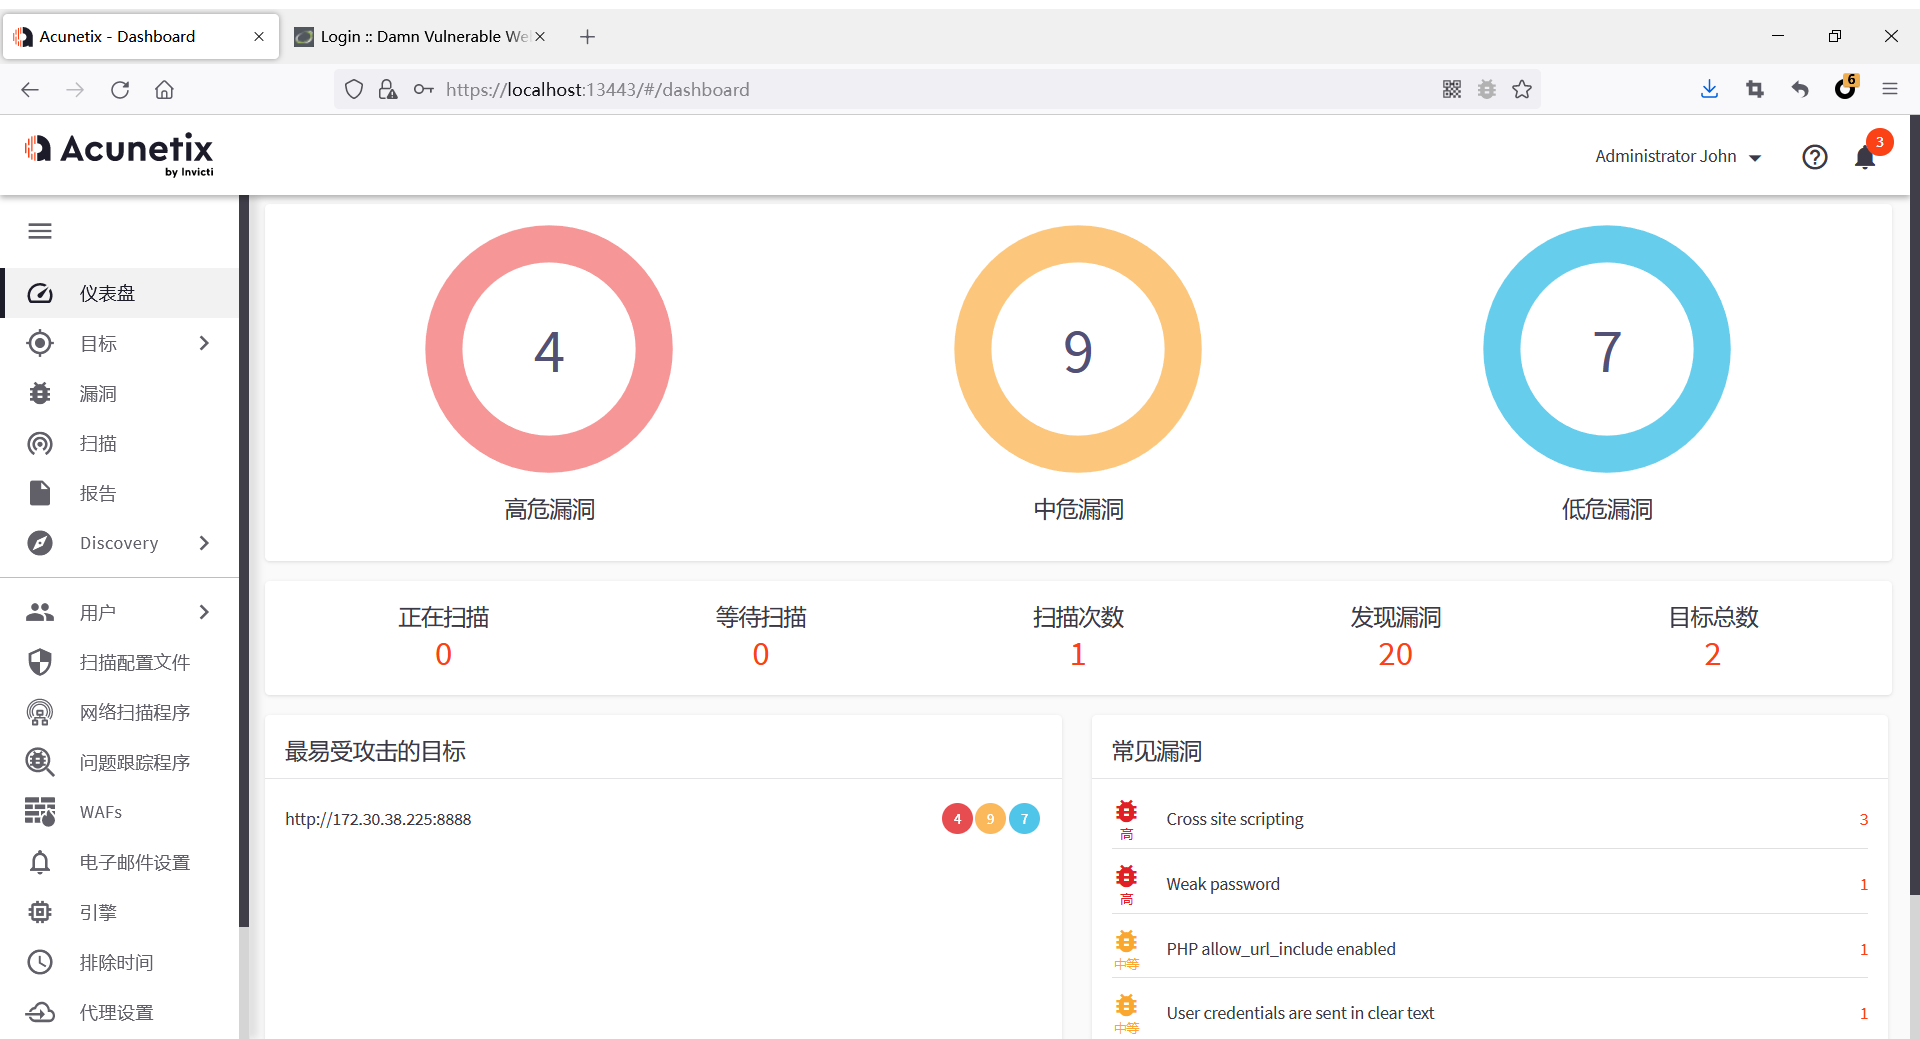 Acunetix - Dashboard
Login :: Damn Vulnerable We
https://localhost:13443/#/dashboard
6
Acunetix
by Invicti
Administrator John
3
仪表盘
目标
漏洞
扫描
报告
Discovery
用户
扫描配置文件
网络扫描程序
问题跟踪程序
WAFs
电子邮件设置
引擎
排除时间
代理设置
4
9
7
高危漏洞
中危漏洞
低危漏洞
正在扫描
0
等待扫描
0
扫描次数
1
发现漏洞
20
目标总数
2
最易受攻击的目标
http://172.30.38.225:8888
4
9
7
常见漏洞
高
Cross site scripting
3
高
Weak password
1
中等
PHP allow_url_include enabled
1
中等
User credentials are sent in clear text
1